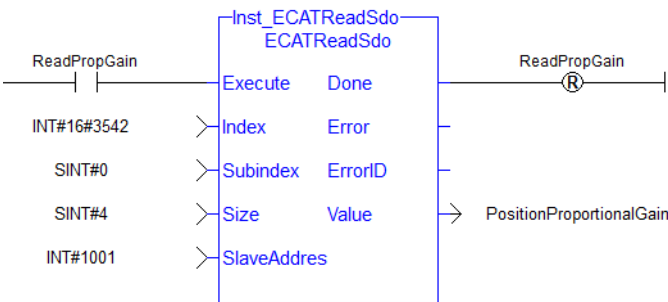 Inst_ECATReadSdo
ECATReadSdo
ReadPropGain
ReadPropGain
Execute Done
R
INT#16#3542 Index Error
SINT#0 Subindex ErrorID
SINT#4 Size Value PositionProportionalGain
INT#1001 SlaveAddres